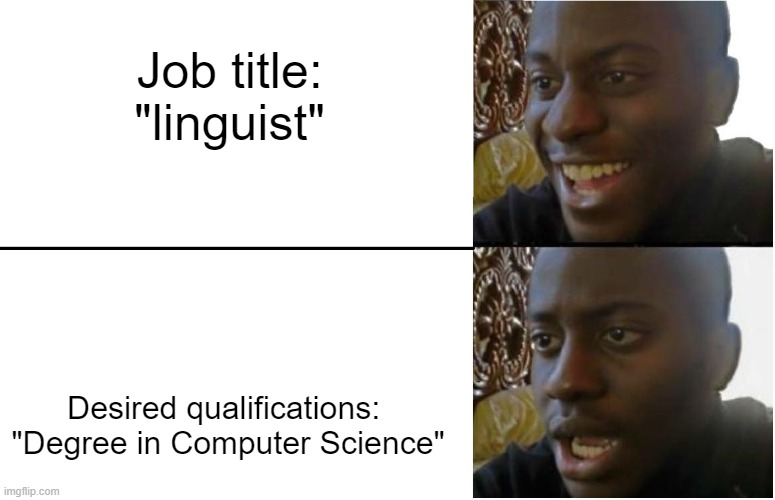 Job title:
"linguist"
Desired qualifications:
"Degree in Computer Science"
imgflip.com